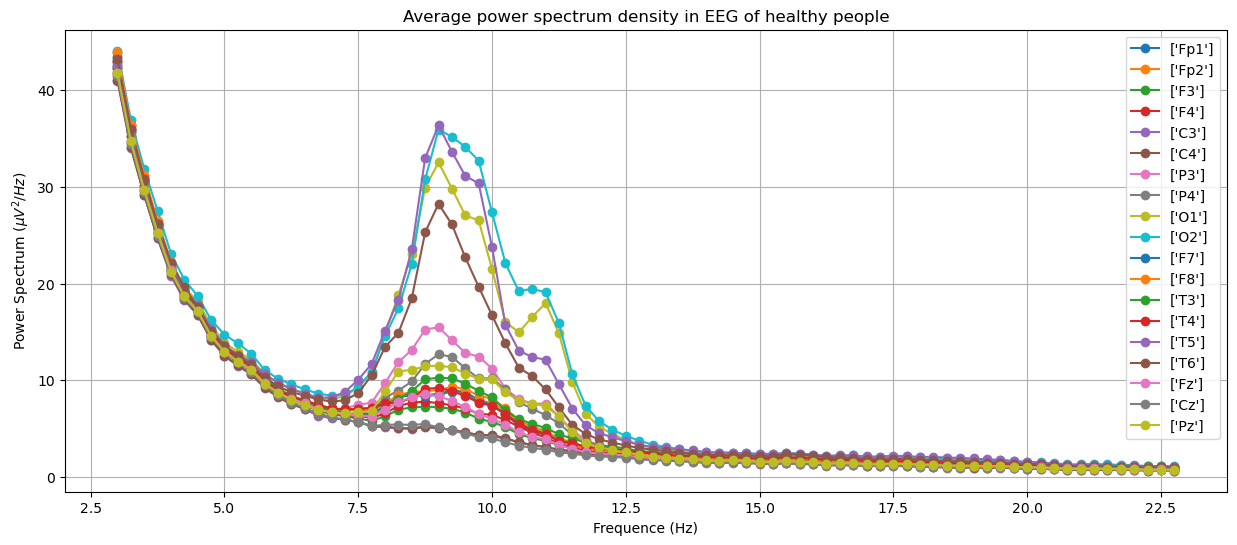 Average power spectrum density in EEG of healthy people
Power Spectrum (μV²/Hz)
40
30
20
10
0
2.5
5.0
7.5
10.0
12.5
15.0
17.5
20.0
22.5
Frequence (Hz)
['Fp1']
['Fp2']
['F3']
['F4']
['C3']
['C4']
['P3']
['P4']
['O1']
['O2']
['F7']
['F8']
['T3']
['T4']
['T5']
['T6']
['Fz']
['Cz']
['Pz']